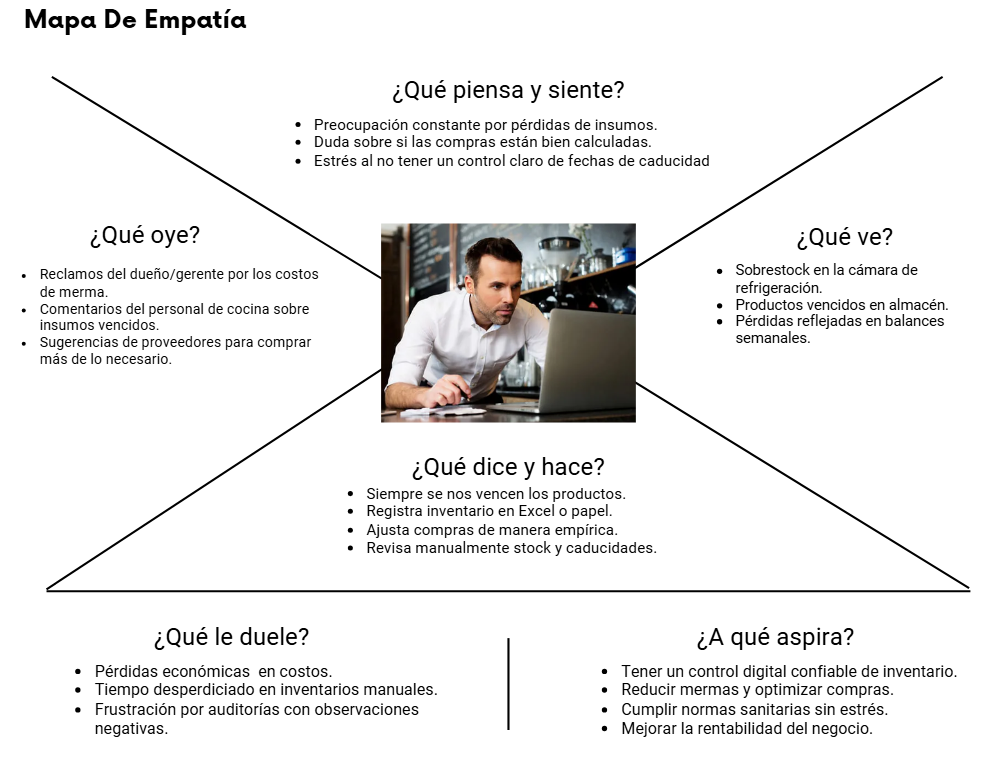 Mapa De Empatía
¿Qué piensa y siente?
Preocupación constante por pérdidas de insumos.
Duda sobre si las compras están bien calculadas.
Estrés al no tener un control claro de fechas de caducidad
¿Qué oye?
Reclamos del dueño/gerente por los costos
de merma.
Comentarios del personal de cocina sobre
insumos vencidos.
Sugerencias de proveedores para comprar
más de lo necesario.
¿Qué ve?
Sobrestock en la cámara de
refrigeración.
Productos vencidos en almacén.
Pérdidas reflejadas en balances
semanales.
¿Qué dice y hace?
Siempre se nos vencen los productos.
Registra inventario en Excel o papel.
Ajusta compras de manera empírica.
Revisa manualmente stock y caducidades.
¿Qué le duele?
Pérdidas económicas  en costos.
Tiempo desperdiciado en inventarios manuales.
Frustración por auditorías con observaciones
negativas.
¿A qué aspira?
Tener un control digital confiable de inventario.
Reducir mermas y optimizar compras.
Cumplir normas sanitarias sin estrés.
Mejorar la rentabilidad del negocio.